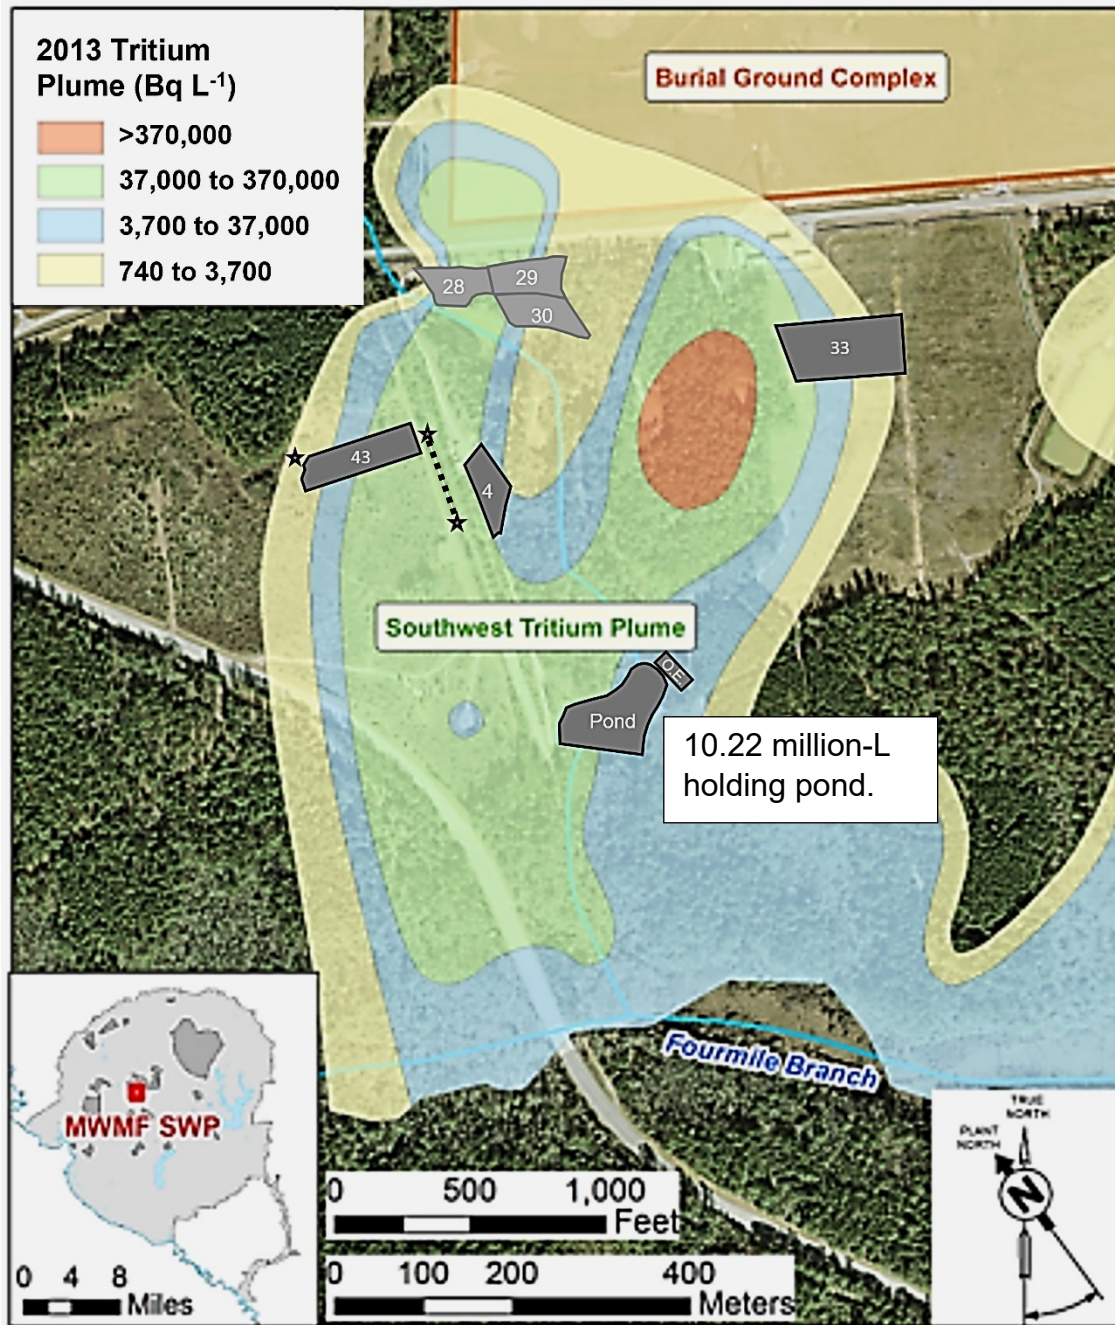 2013 Tritium
Plume (Bq L-1)
>370,000
37,000 to 370,000
3,700 to 37,000
740 to 3,700
Burial Ground Complex
28
29
30
33
43
4
Southwest Tritium Plume
O.F.
Pond
10.22 million-L
holding pond.
Fourmile Branch
MWMF SWP
0 4 8
Miles
0 500 1,000
Feet
0 100 200 400
Meters
TRUE
NORTH
PLANT
NORTH
N